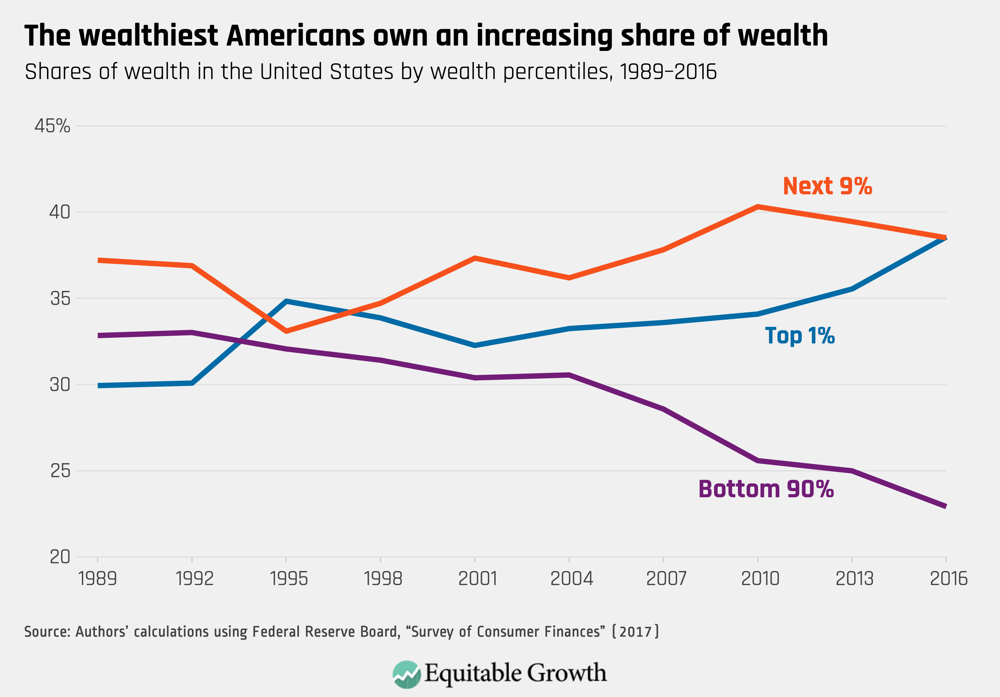 The wealthiest Americans own an increasing share of wealth
Shares of wealth in the United States by wealth percentiles, 1989–2016
45%
Next 9%
40
35
Top 1%
30
25
Bottom 90%
20
1989 1992 1995 1998 2001 2004 2007 2010 2013 2016
Source: Authors’ calculations using Federal Reserve Board, “Survey of Consumer Finances” (2017)
Equitable Growth